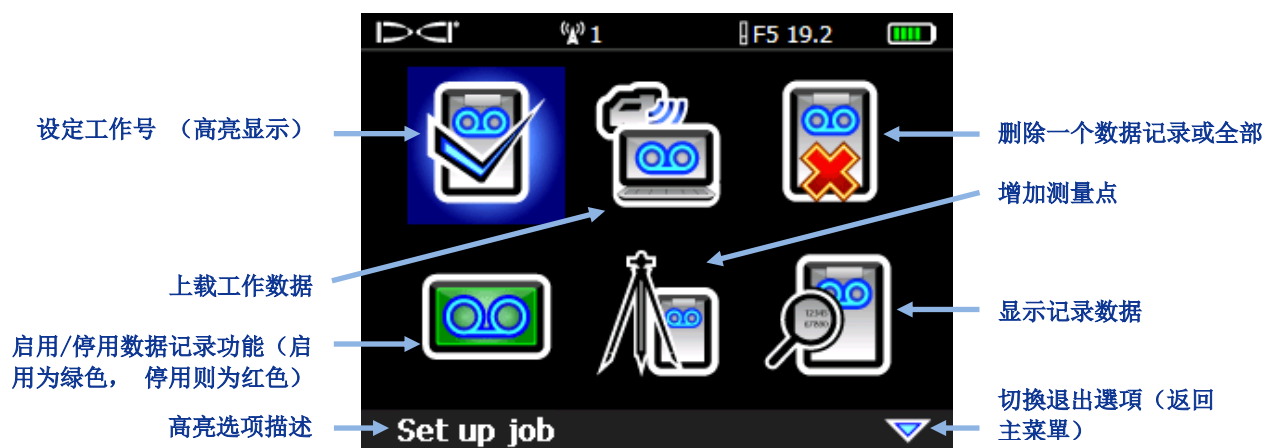 1
F5 19.2
设定工作号 （高亮显示）
删除一个数据记录或全部
增加测量点
上载工作数据
显示记录数据
12345
67890
启用/停用数据记录功能（启
用为绿色， 停用则为红色）
切換退出選項（返回
主菜單）
高亮选项描述
Set up job